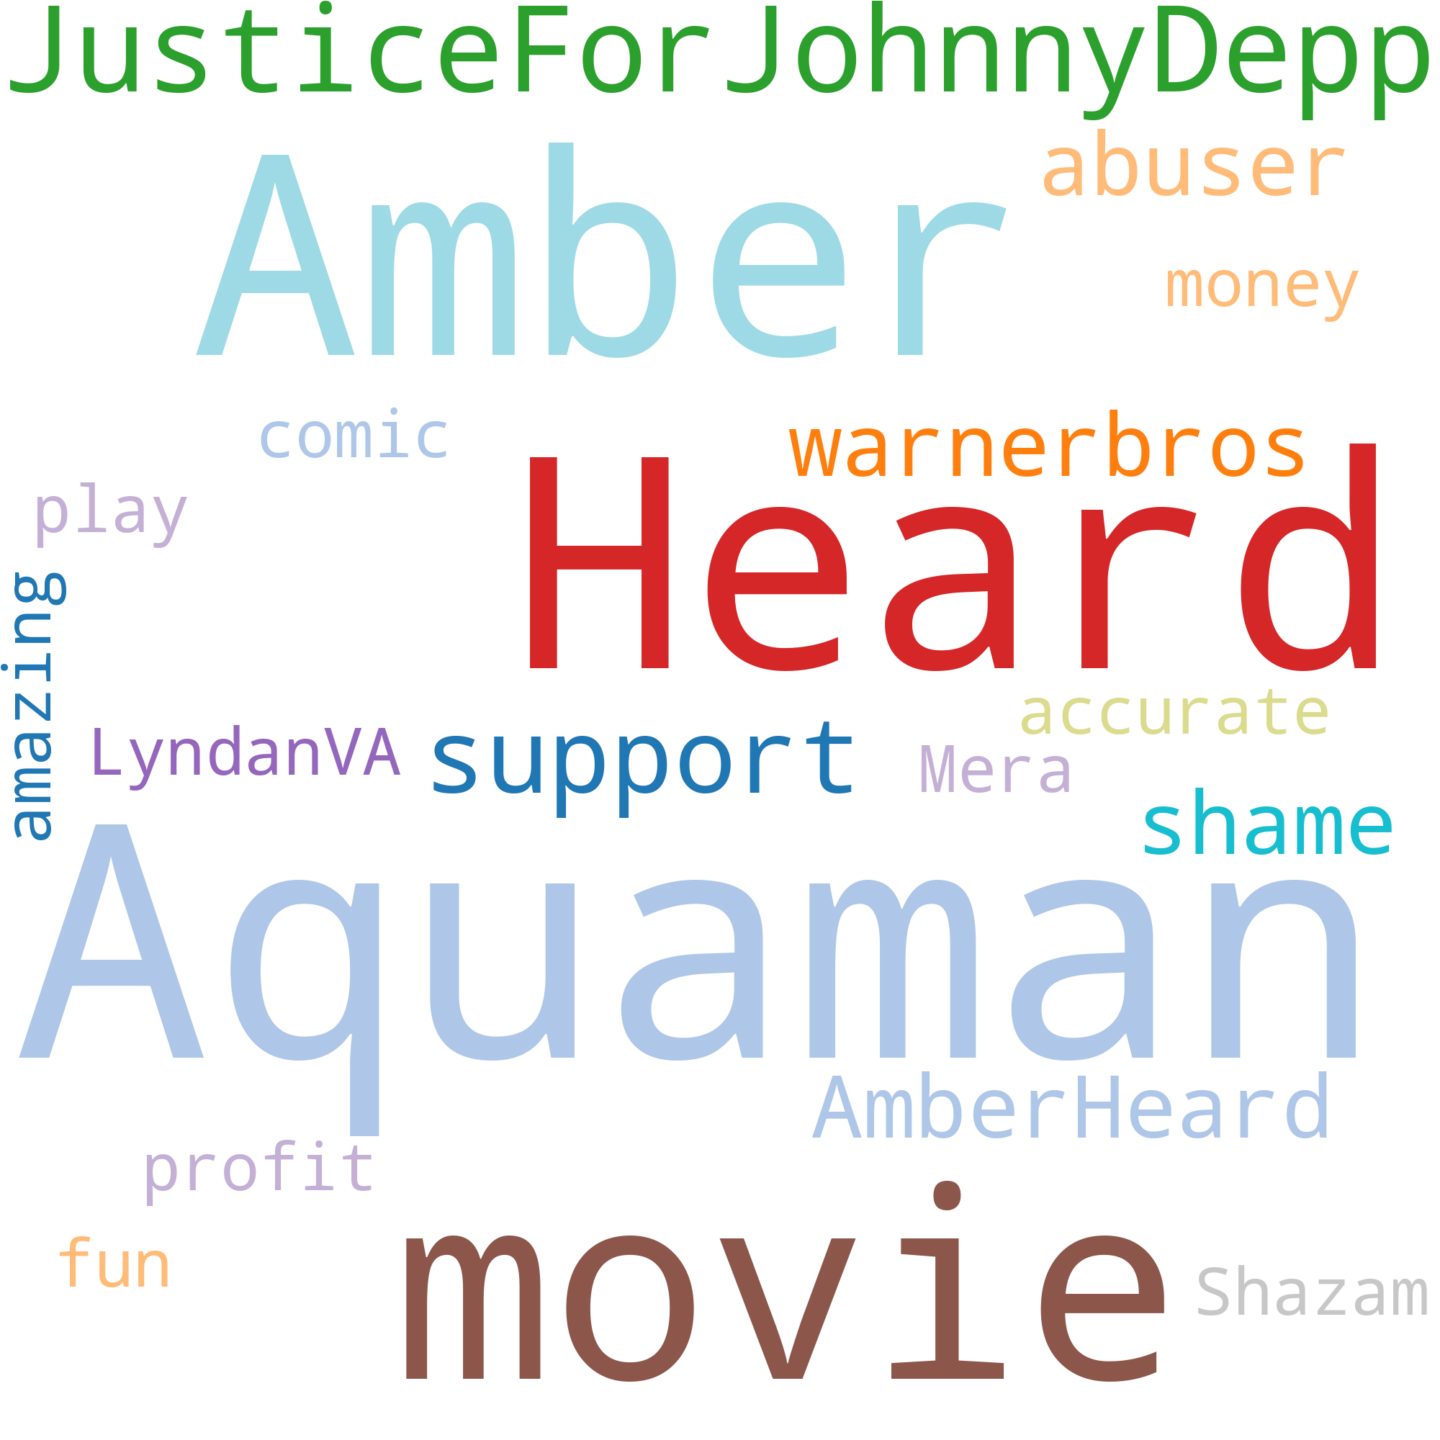 JusticeForJohnnyDepp
Amber
abuser
money
comic
warnerbros
Heard
play
amazing
accurate
LyndanVA
support
Mera
shame
Aquaman
AmberHeard
profit
movie
fun
Shazam